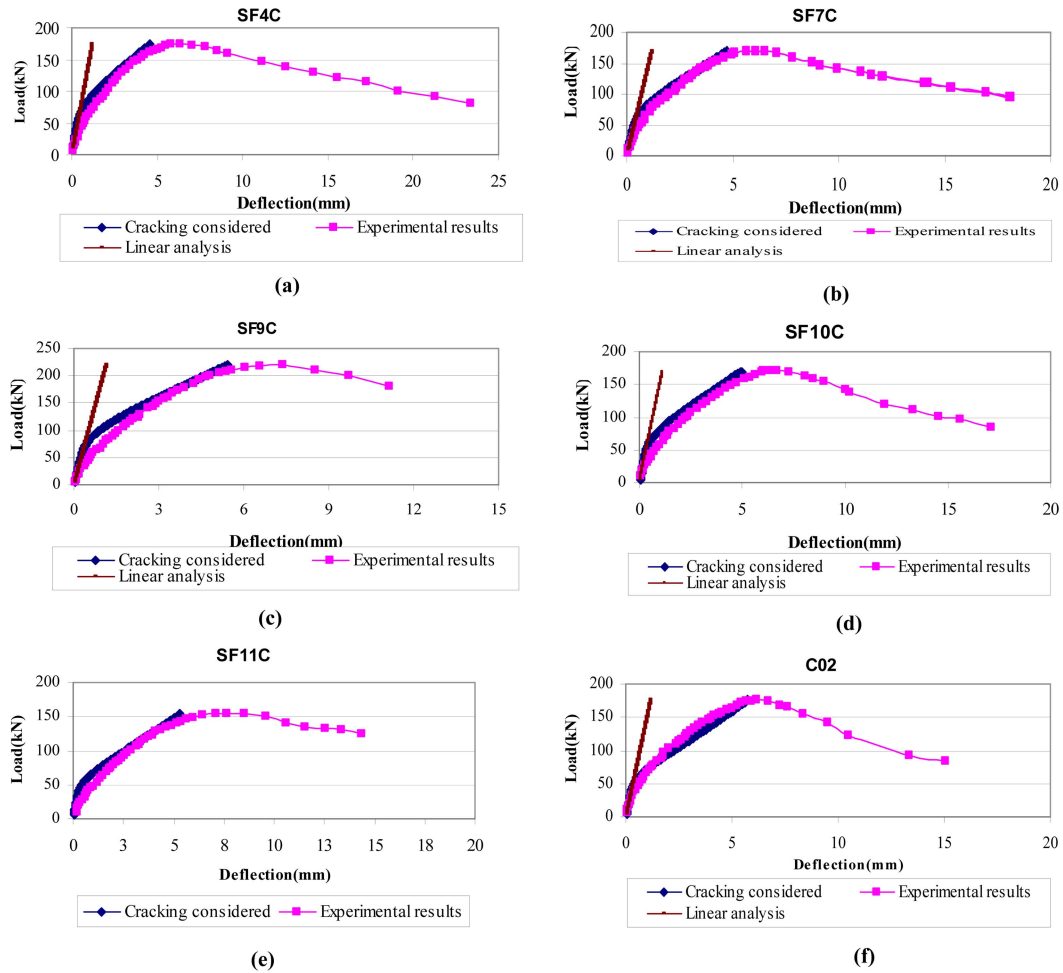 SF4C
Load(kN)
200
150
100
50
0
0 5 10 15 20 25
Deflection(mm)
Cracking considered Experimental results
Linear analysis
(a)
SF7C
Load(kN)
200
150
100
50
0
0 5 10 15 20
Deflection(mm)
Cracking considered Experimental results
Linear analysis
(b)
SF9C
Load(kN)
250
200
150
100
50
0
0 3 6 9 12 15
Deflection(mm)
Cracking considered Experimental results
Linear analysis
(c)
SF10C
Load(kN)
200
150
100
50
0
0 5 10 15 20
Deflection(mm)
Cracking considered Experimental results
Linear analysis
(d)
SF11C
Load(kN)
200
150
100
50
0
0 3 5 8 10 13 15 18 20
Deflection(mm)
Cracking considered Experimental results
(e)
C02
Load(kN)
200
150
100
50
0
0 5 10 15 20
Deflection(mm)
Cracking considered Experimental results
Linear analysis
(f)